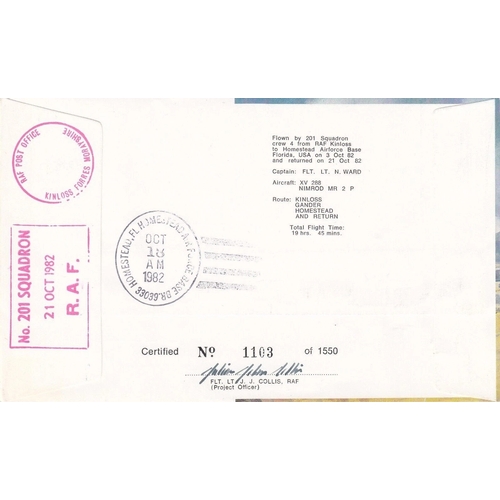 RAF POST OFFICE
KINLOSS FORRES MORAYSHIRE
No. 201 SQUADRON
21 OCT 1982
R. A. F.
Flown by 201 Squadron
crew 4 from RAF Kinloss
to Homestead Airforce Base
Florida, USA on 3 Oct 82
and returned on 21 Oct 82
Captain: FLT. LT. N. WARD
Aircraft: XV 288
NIMROD MR 2 P
Route: KINLOSS
GANDER
HOMESTEAD
AND RETURN
Total Flight Time:
19 hrs. 45 mins.
HOMESTEAD, FL HOMESTEAD AIR FORCE BASE BR. 33039
OCT
18
AM
1982
Certified No. 1103 of 1550
FLT. LT. J. J. COLLIS, RAF
(Project Officer)